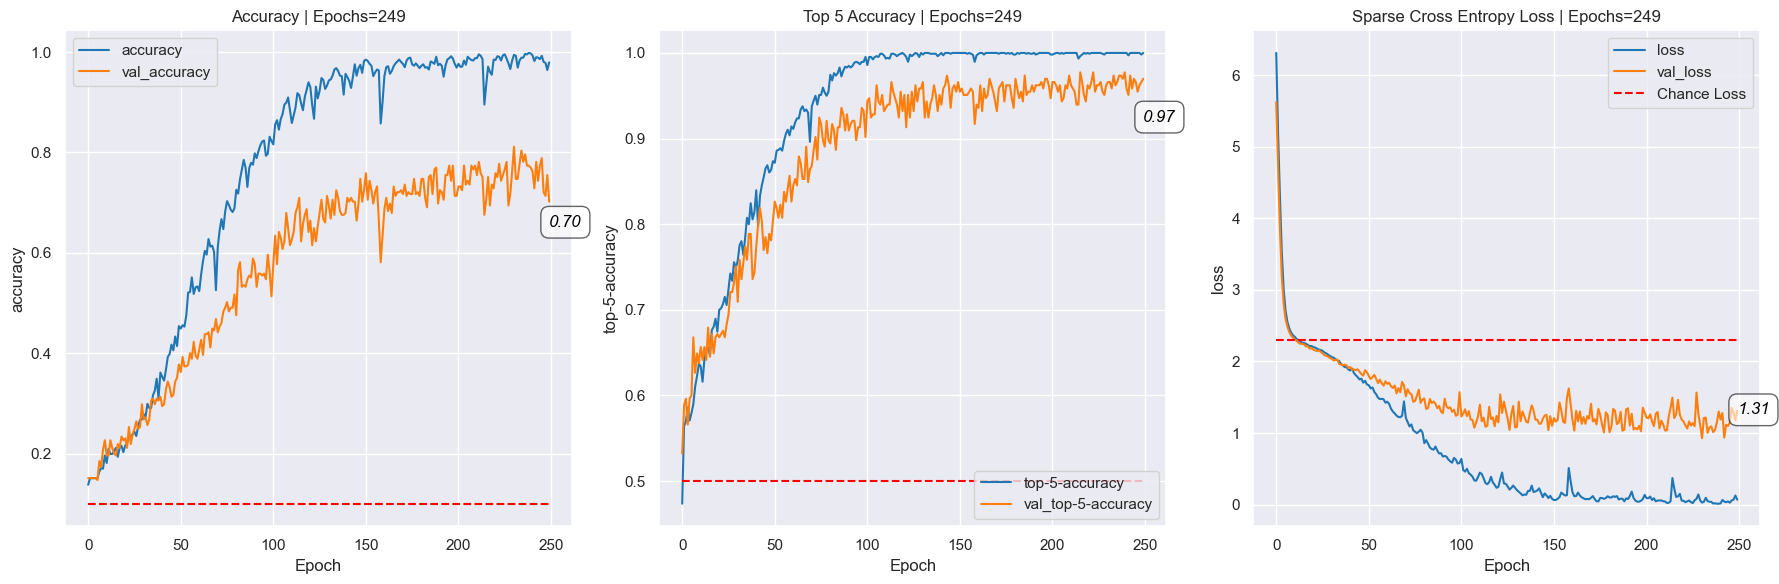 Accuracy | Epochs=249
accuracy
val_accuracy
1.0
0.8
0.6
0.4
0.2
accuracy
0.70
0
50
100
150
200
250
Epoch
Top 5 Accuracy | Epochs=249
1.0
0.9
0.8
0.7
0.6
0.5
top-5-accuracy
0.97
top-5-accuracy
val_top-5-accuracy
0
50
100
150
200
250
Epoch
Sparse Cross Entropy Loss | Epochs=249
loss
val_loss
Chance Loss
6
5
4
3
2
1
0
loss
1.31
0
50
100
150
200
250
Epoch